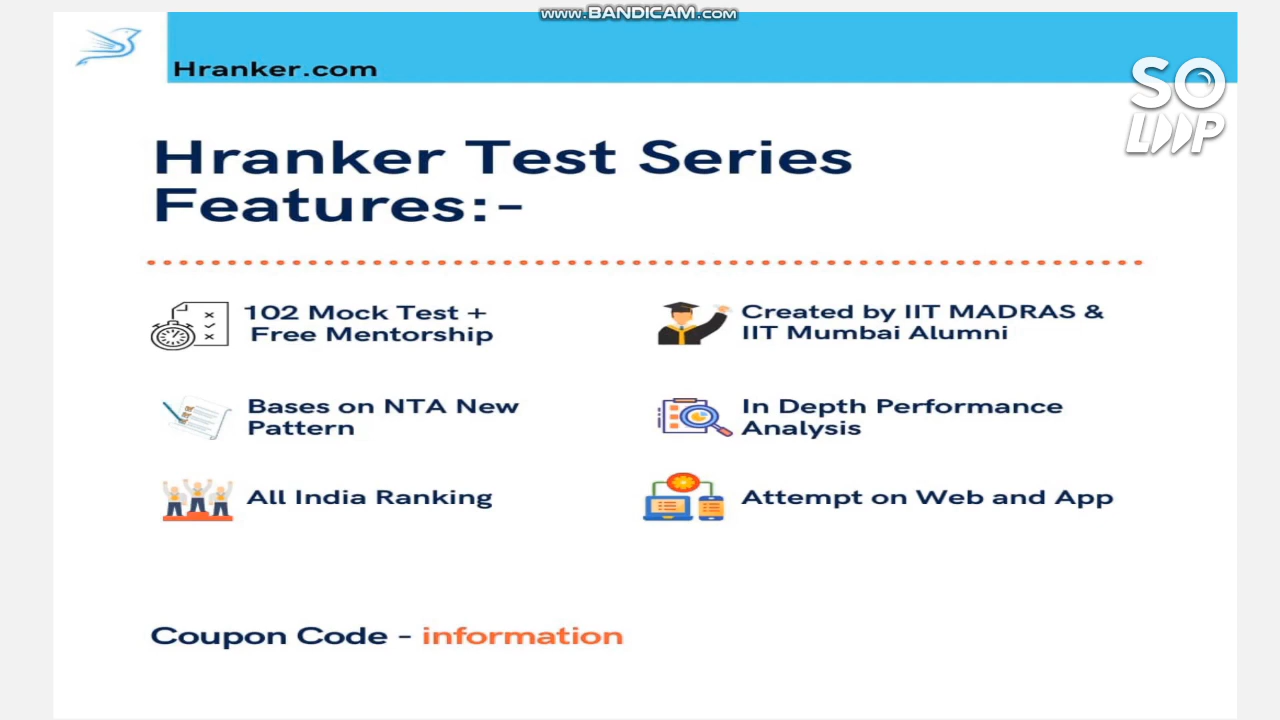 www.BANDICAM.com
Hranker.com
SO
LOOP
Hranker Test Series
Features:-
102 Mock Test +
Free Mentorship
Created by IIT MADRAS &
IIT Mumbai Alumni
Bases on NTA New
Pattern
In Depth Performance
Analysis
All India Ranking
Attempt on Web and App
Coupon Code - information